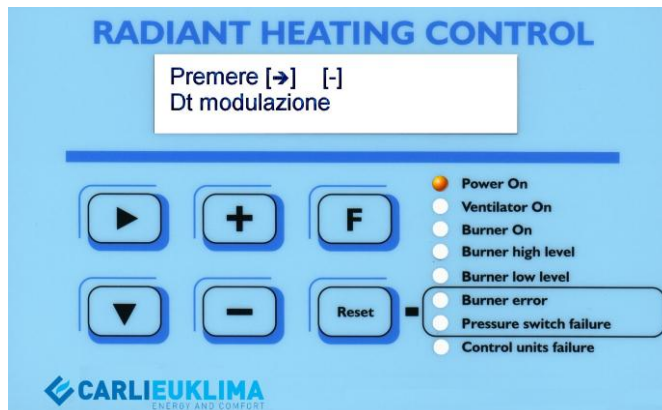 RADIANT HEATING CONTROL
Premere [➔] [-]
Dt modulazione
F
Reset
Power On
Ventilator On
Burner On
Burner high level
Burner low level
Burner error
Pressure switch failure
Control units failure
CARLIEUKLIMA
ENERGY AND COMFORT